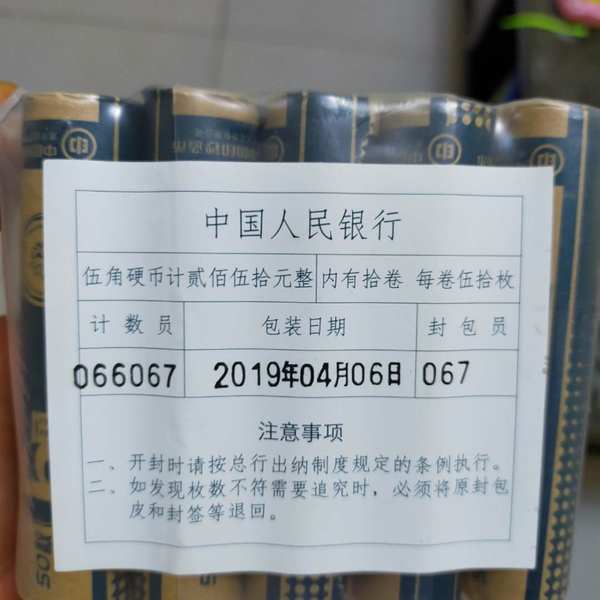 中国人民银行
伍角硬币计贰佰伍拾元整 内有拾卷 每卷伍拾枚
计数员 包装日期 封包员
066067 2019年04月06日 067
注意事项
一、开封时请按总行出纳制度规定的条例执行。
二、如发现枚数不符需要追究时，必须将原封包
皮和封签等退回。